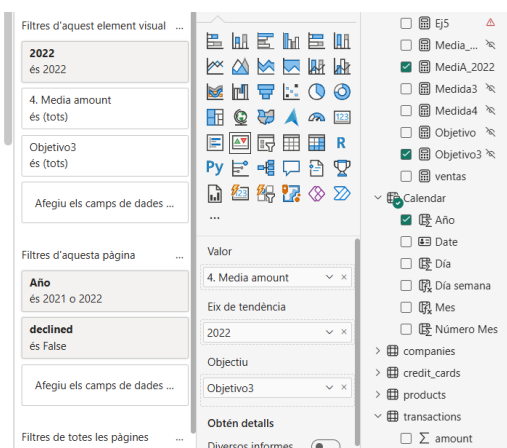 Filtres d'aquest element visual ...
2022
és 2022
4. Media amount
és (tots)
Objetivo3
és (tots)
Afegiu els camps de dades ...
Filtres d'aquesta pàgina ...
Año
és 2021 o 2022
declined
és False
Afegiu els camps de dades ...
Filtres de totes les pàgines ...
123
R
Py
123
...
Valor
4. Media amount
Eix de tendència
2022
Objectiu
Objetivo3
Obtén detalls
Diversos informes
Ej5
Media_...
MediA_2022
Medida3
Medida4
Objetivo
Objetivo3
ventas
Calendar
Año
Date
Día
Día semana
Mes
Número Mes
companies
credit_cards
products
transactions
amount